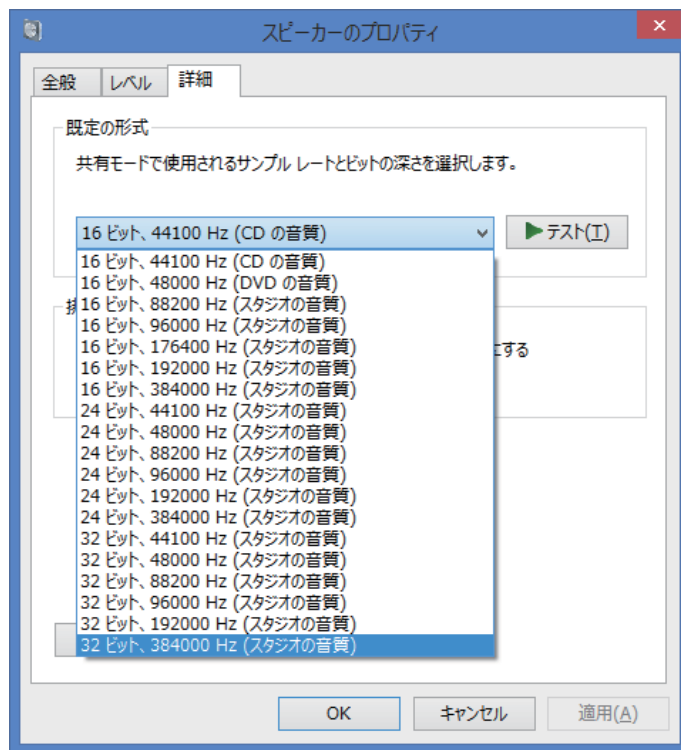 スピーカーのプロパティ
全般
レベル
詳細
既定の形式
共有モードで使用されるサンプル レートとビットの深さを選択します。
16 ビット、44100 Hz (CD の音質)
テスト(T)
16 ビット、44100 Hz (CD の音質)
16 ビット、48000 Hz (DVD の音質)
16 ビット、88200 Hz (スタジオの音質)
16 ビット、96000 Hz (スタジオの音質)
16 ビット、176400 Hz (スタジオの音質)
16 ビット、192000 Hz (スタジオの音質)
16 ビット、384000 Hz (スタジオの音質)
24 ビット、44100 Hz (スタジオの音質)
24 ビット、48000 Hz (スタジオの音質)
24 ビット、88200 Hz (スタジオの音質)
24 ビット、96000 Hz (スタジオの音質)
24 ビット、192000 Hz (スタジオの音質)
24 ビット、384000 Hz (スタジオの音質)
32 ビット、44100 Hz (スタジオの音質)
32 ビット、48000 Hz (スタジオの音質)
32 ビット、88200 Hz (スタジオの音質)
32 ビット、96000 Hz (スタジオの音質)
32 ビット、192000 Hz (スタジオの音質)
32 ビット、384000 Hz (スタジオの音質)
する
OK
キャンセル
適用(A)